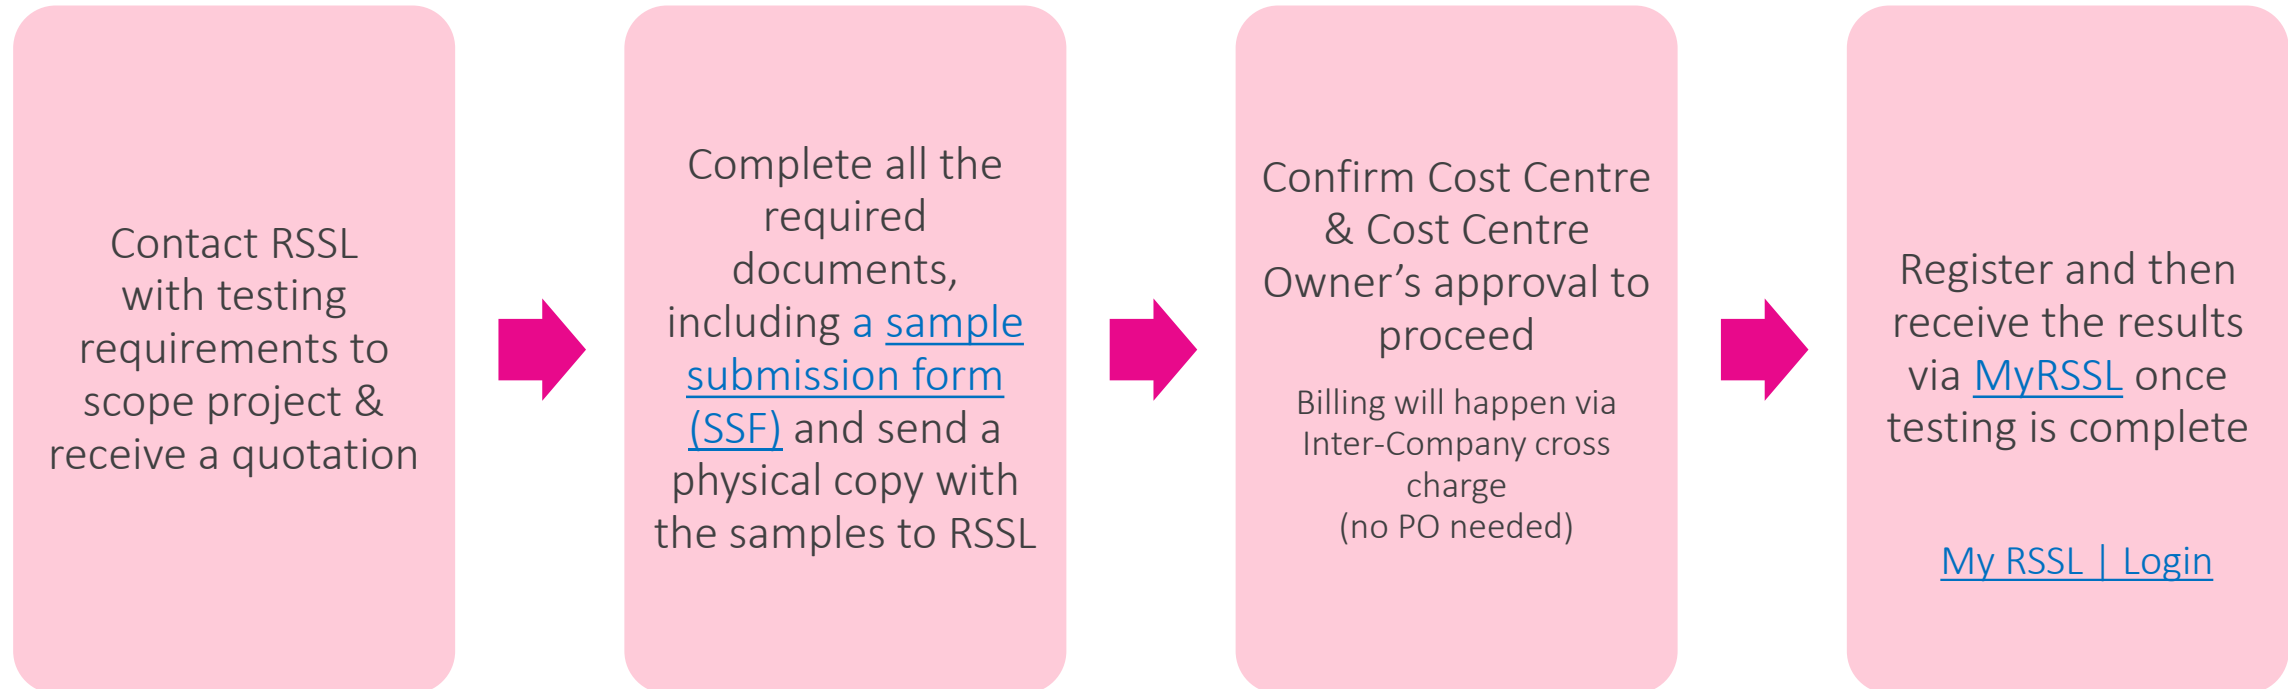 Contact RSSL
with testing
requirements to
scope project &
receive a quotation
Complete all the
required
documents,
including a sample
submission form
(SSF) and send a
physical copy with
the samples to RSSL
Confirm Cost Centre
& Cost Centre
Owner’s approval to
proceed
Billing will happen via
Inter-Company cross
charge
(no PO needed)
Register and then
receive the results
via MyRSSL once
testing is complete
My RSSL | Login